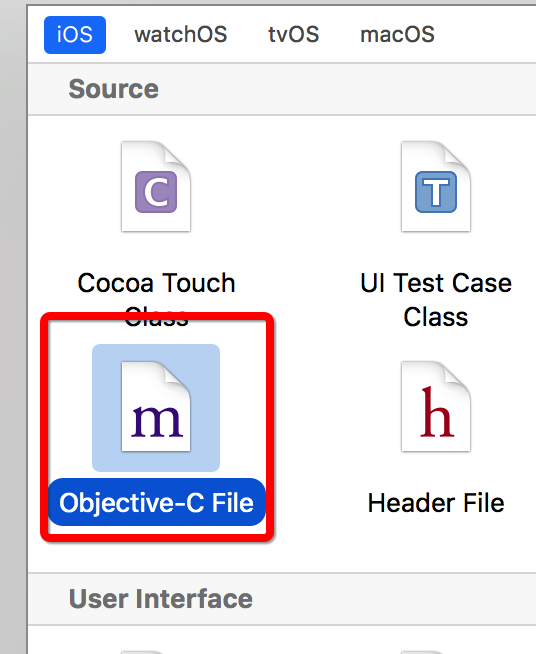 iOS watchOS tvOS macOS
Source
C T
Cocoa Touch Class
UI Test Case Class
m h
Objective-C File Header File
User Interface